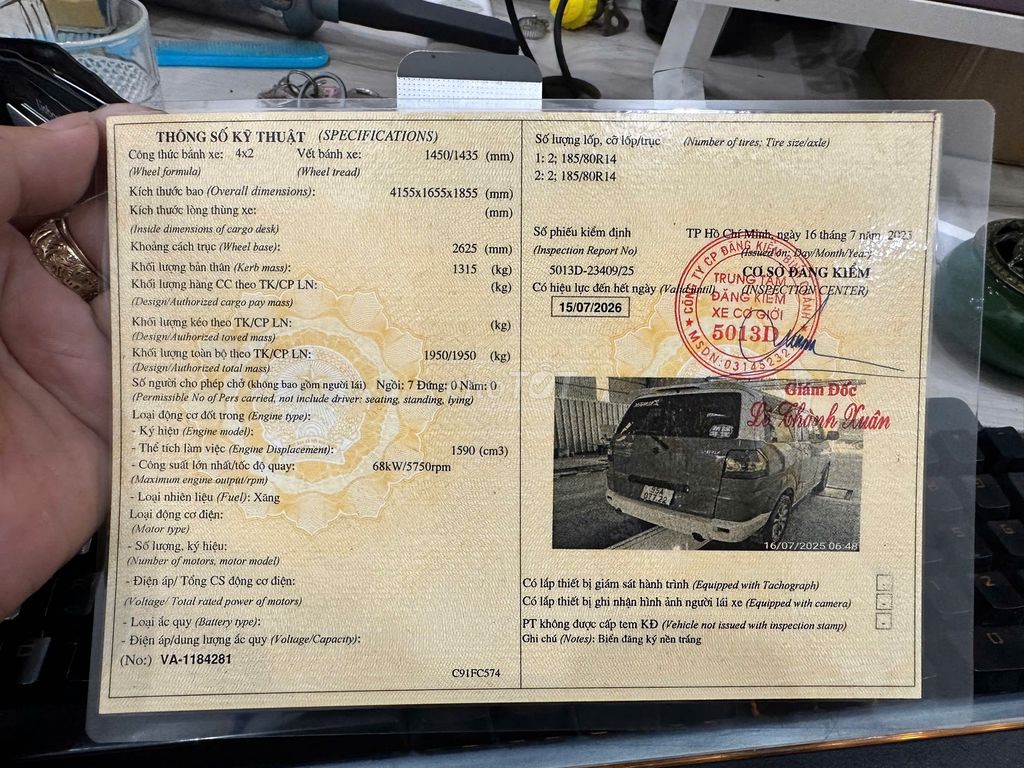 THÔNG SỐ KỸ THUẬT (SPECIFICATIONS)
Công thức bánh xe: 4x2 Vết bánh xe: 1450/1435 (mm)
(Wheel formula) (Wheel tread)
Kích thước bao (Overall dimensions): 4155x1655x1855 (mm)
Kích thước lòng thùng xe: (mm)
(Inside dimensions of cargo desk)
Khoảng cách trục (Wheel base): 2625 (mm)
Khối lượng bản thân (Kerb mass): 1315 (kg)
Khối lượng hàng CC theo TK/CP LN: (kg)
(Design/Authorized cargo pay mass)
Khối lượng kéo theo TK/CP LN: (kg)
(Design/Authorized towed mass)
Khối lượng toàn bộ theo TK/CP LN: 1950/1950 (kg)
(Design/Authorized total mass)
Số người cho phép chở (không bao gồm người lái) Ngồi: 7 Đứng: 0 Nằm: 0
(Permissible No of Pers carried, not include driver: seating, standing, lying)
Loại động cơ đốt trong (Engine type):
- Ký hiệu (Engine model):
- Thể tích làm việc (Engine Displacement): 1590 (cm3)
- Công suất lớn nhất/tốc độ quay: 68kW/5750rpm
(Maximum engine output/rpm)
- Loại nhiên liệu (Fuel): Xăng
Loại động cơ điện:
(Motor type)
- Số lượng, ký hiệu:
(Number of motors, motor model)
- Điện áp/ Tổng CS động cơ điện:
(Voltage/ Total rated power of motors)
- Loại ắc quy (Battery type):
- Điện áp/dung lượng ắc quy (Voltage/Capacity):
(No:) VA-1184281
C91FC574
Số lượng lốp, cỡ lốp/trục (Number of tires; Tire size/axle)
1: 2; 185/80R14
2: 2; 185/80R14
Số phiếu kiểm định TP Hồ Chí Minh, ngày 16 tháng 7 năm 2025
(Inspection Report No) (Issued on: Day/Month/Year)
5013D-23409/25 CƠ SỞ ĐĂNG KIỂM
Có hiệu lực đến hết ngày (Valid until) (INSPECTION CENTER)
15/07/2026
TRUNG TÂM
ĐĂNG KIỂM
XE CƠ GIỚI
5013D
Giám Đốc
Lê Thành Xuân
16/07/2025 06:48
Có lắp thiết bị giám sát hành trình (Equipped with Tachograph)
Có lắp thiết bị ghi nhận hình ảnh người lái xe (Equipped with camera)
PT không được cấp tem KĐ (Vehicle not issued with inspection stamp)
Ghi chú (Notes): Biển đăng ký nền trắng